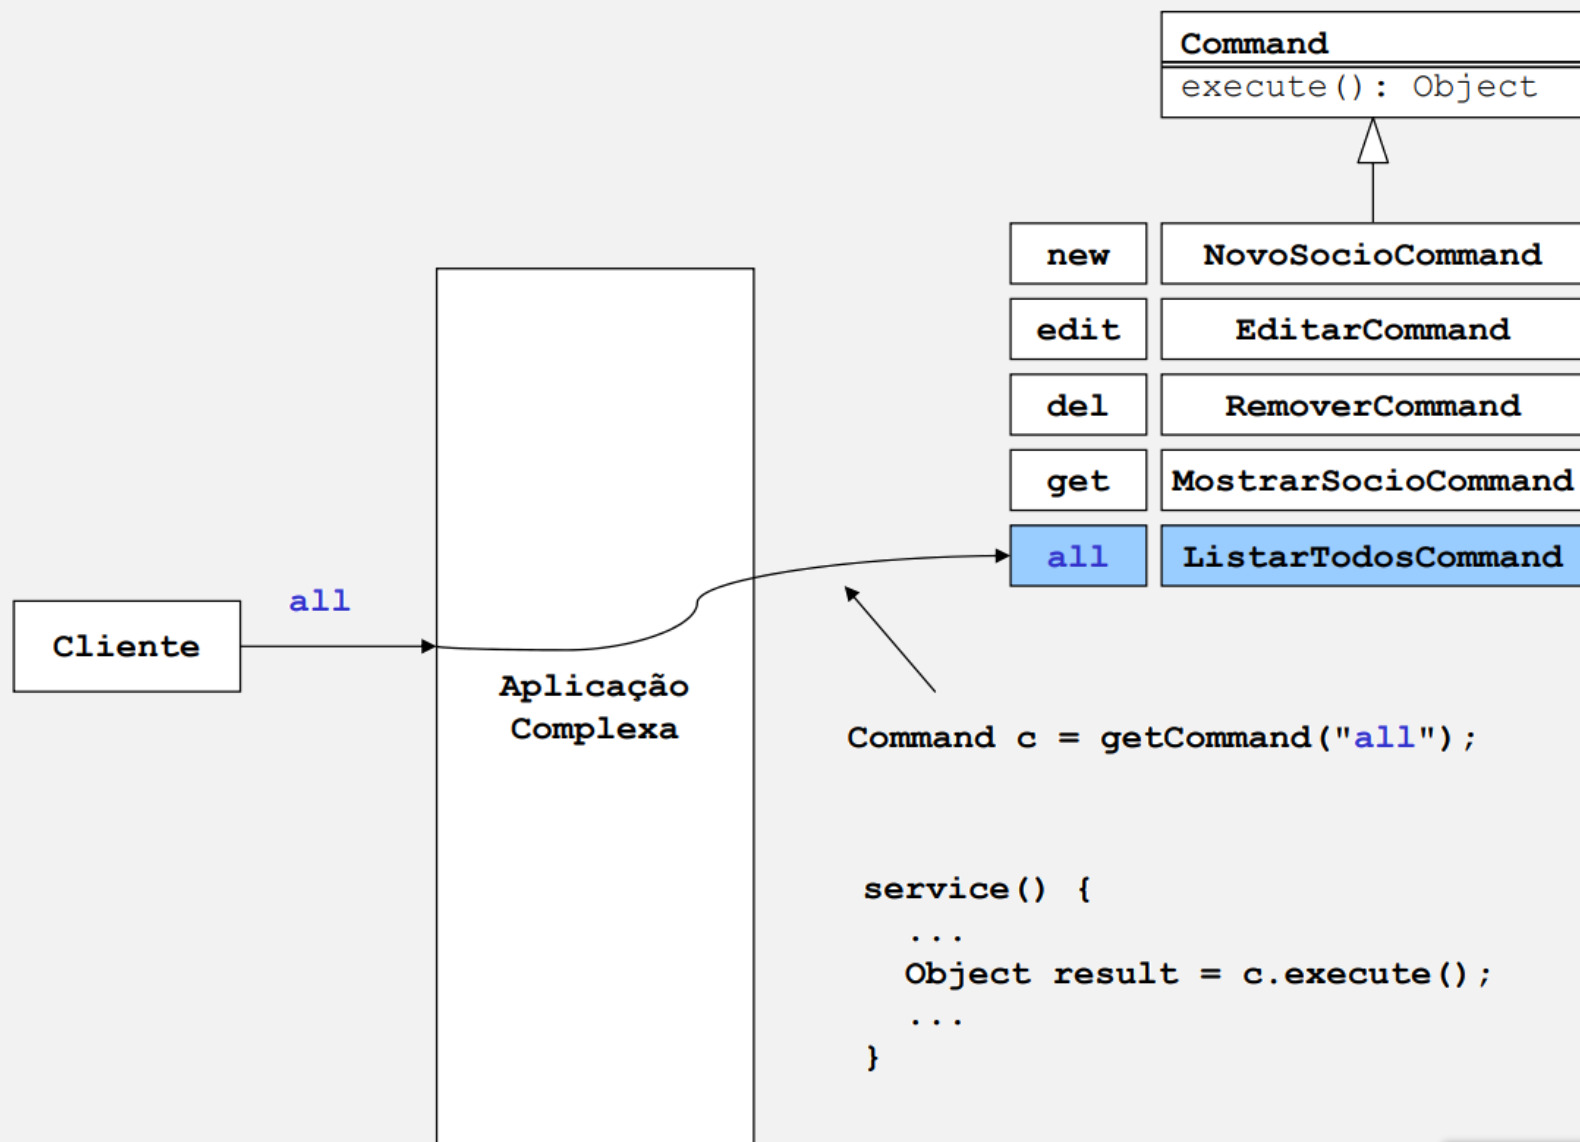 Command
execute(): Object
new NovoSocioCommand
edit EditarCommand
del RemoverCommand
get MostrarSocioCommand
all ListarTodosCommand
all
Cliente
Aplicação
Complexa
Command c = getCommand("all");
service() {
...
Object result = c.execute();
...
}